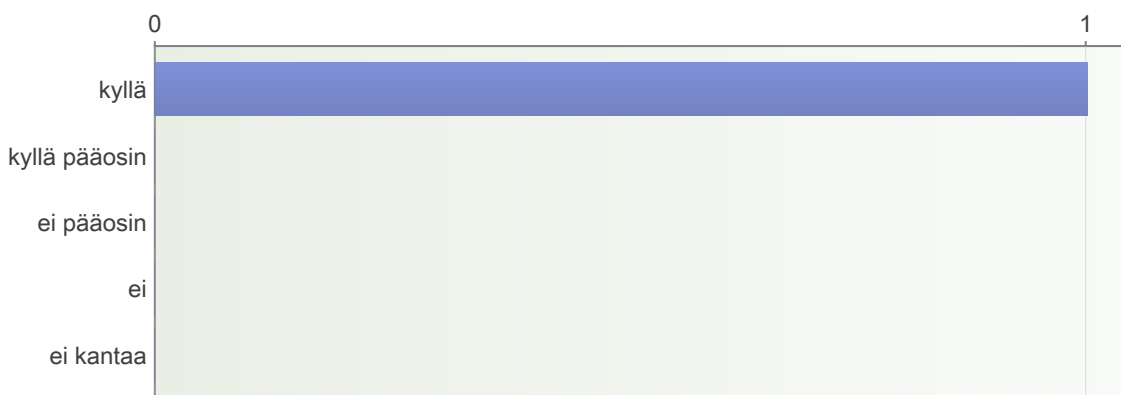 0 1
kyllä
kyllä pääosin
ei pääosin
ei
ei kantaa